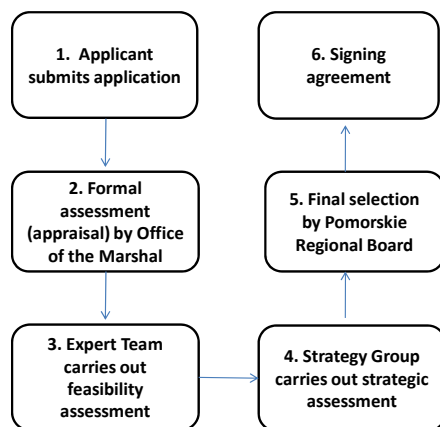 1. Applicant
submits application
2. Formal
assessment
(appraisal) by Office
of the Marshal
3. Expert Team
carries out
feasibility
assessment
4. Strategy Group
carries out strategic
assessment
5. Final selection
by Pomorskie
Regional Board
6. Signing
agreement